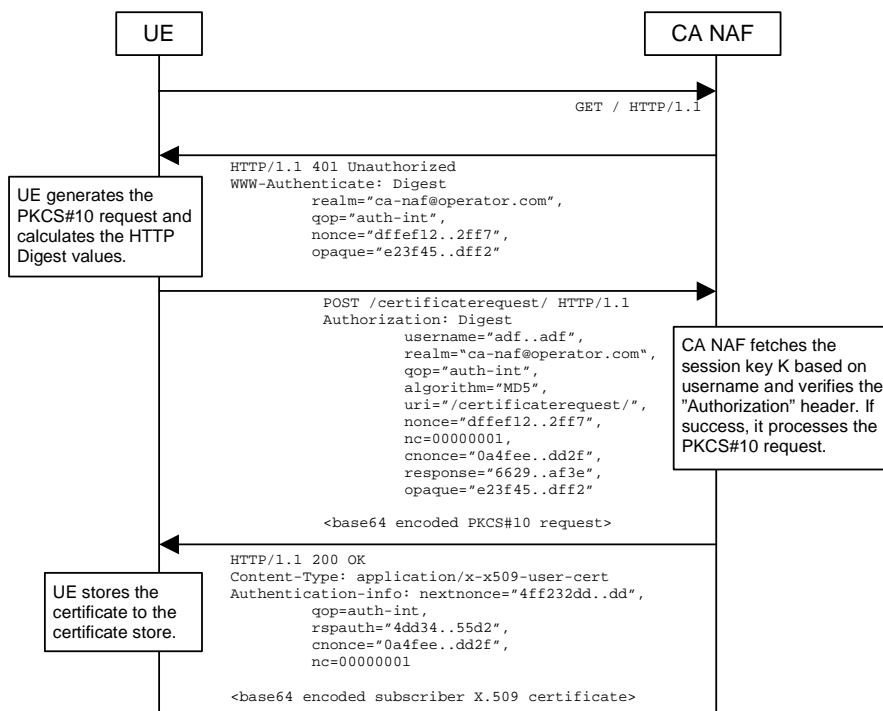 UE
CA NAF
GET / HTTP/1.1
HTTP/1.1 401 Unauthorized
WWW-Authenticate: Digest
realm="ca-naf@operator.com",
qop="auth-int",
nonce="dffef12..2ff7",
opaque="e23f45..dff2"
UE generates the
PKCS#10 request and
calculates the HTTP
Digest values.
POST /certificaterequest/ HTTP/1.1
Authorization: Digest
username="adf..adf",
realm="ca-naf@operator.com",
qop="auth-int",
algorithm="MD5",
uri="/certificaterequest/",
nonce="dffef12..2ff7",
nc=00000001,
cnonce="0a4fee..dd2f",
response="6629..af3e",
opaque="e23f45..dff2"
<base64 encoded PKCS#10 request>
CA NAF fetches the
session key K based on
username and verifies the
”Authorization” header. If
success, it processes the
PKCS#10 request.
HTTP/1.1 200 OK
Content-Type: application/x-x509-user-cert
Authentication-info: nextnonce="4ff232dd..dd",
qop=auth-int,
rspauth="4dd34..55d2",
cnonce="0a4fee..dd2f",
nc=00000001
<base64 encoded subscriber X.509 certificate>
UE stores the
certificate to the
certificate store.